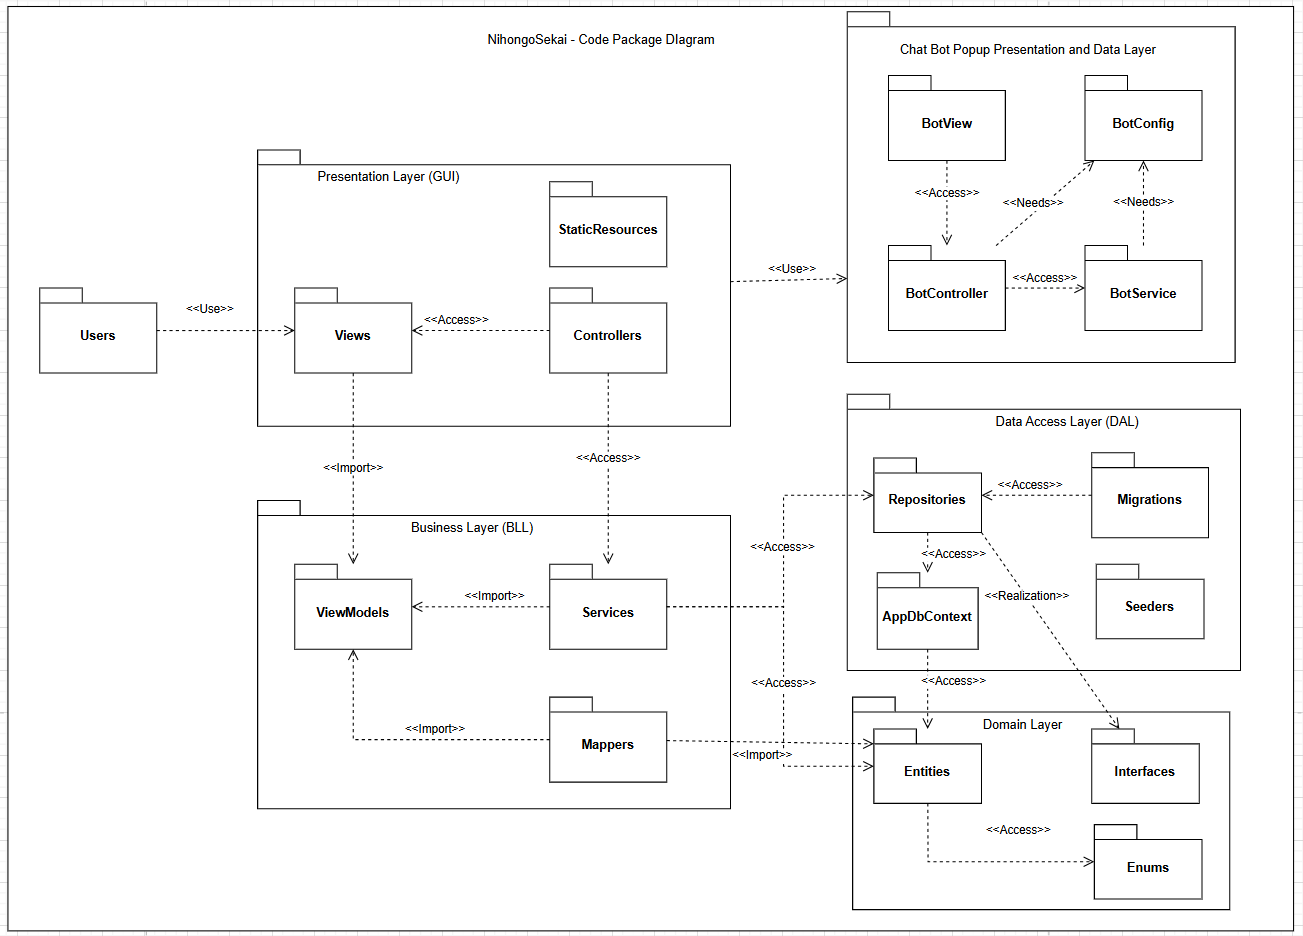 NihongoSekai - Code Package DIagram
Chat Bot Popup Presentation and Data Layer
BotView
BotConfig
<<Access>>
<<Needs>>
<<Needs>>
BotController
<<Access>>
BotService
Presentation Layer (GUI)
StaticResources
<<Use>>
Users
<<Use>>
Views
<<Access>>
Controllers
<<Import>>
<<Access>>
Data Access Layer (DAL)
Repositories
<<Access>>
Migrations
<<Access>>
<<Realization>>
AppDbContext
Seeders
<<Access>>
Business Layer (BLL)
<<Access>>
ViewModels
<<Import>>
Services
<<Access>>
<<Import>>
Mappers
<<Import>>
Domain Layer
Entities
Interfaces
<<Access>>
Enums